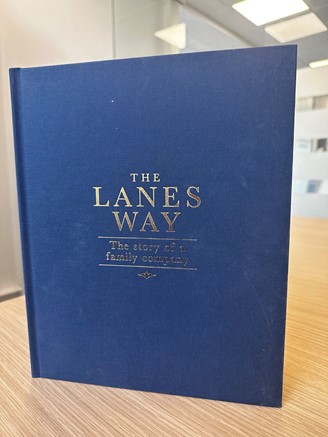 THE
LANES
WAY
The story of a
family company